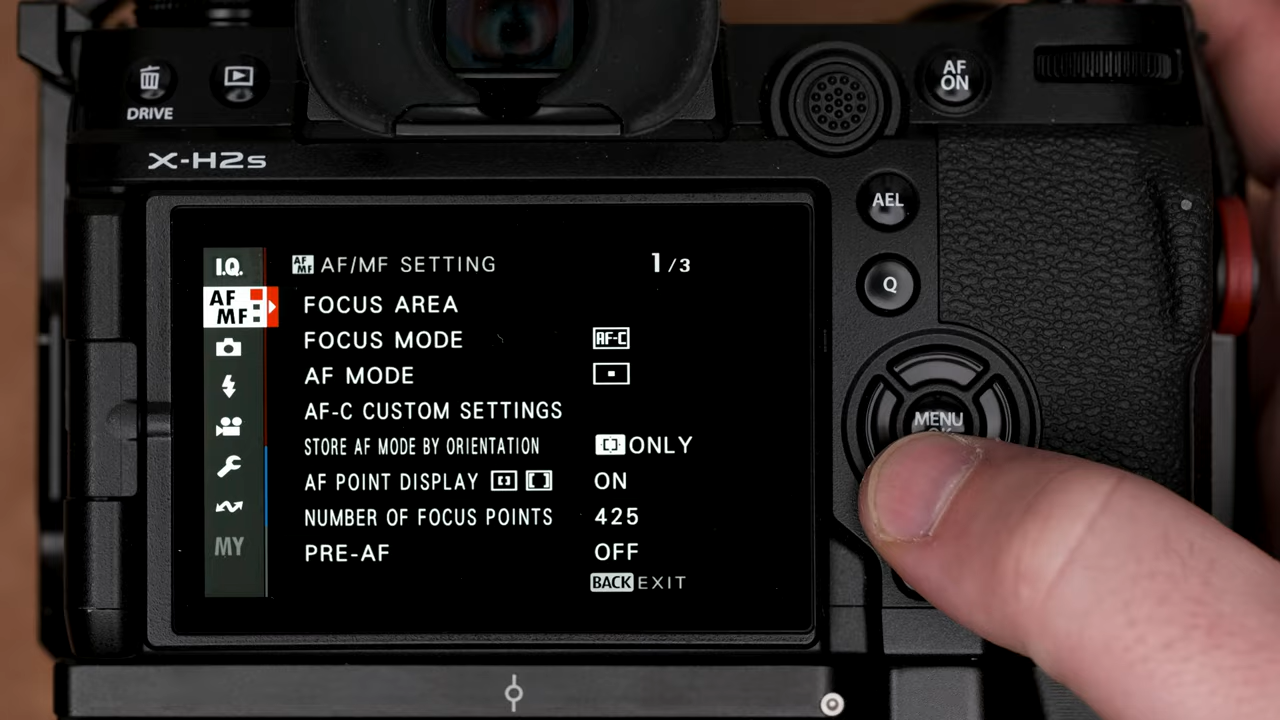 DRIVE
AF
ON
X-H2s
AEL
Q
MENU
I.Q.
AF
MF
MY
AF
MF AF/MF SETTING 1/3
FOCUS AREA
FOCUS MODE AF-C
AF MODE
AF-C CUSTOM SETTINGS
STORE AF MODE BY ORIENTATION ONLY
AF POINT DISPLAY ON
NUMBER OF FOCUS POINTS 425
PRE-AF OFF
BACK EXIT